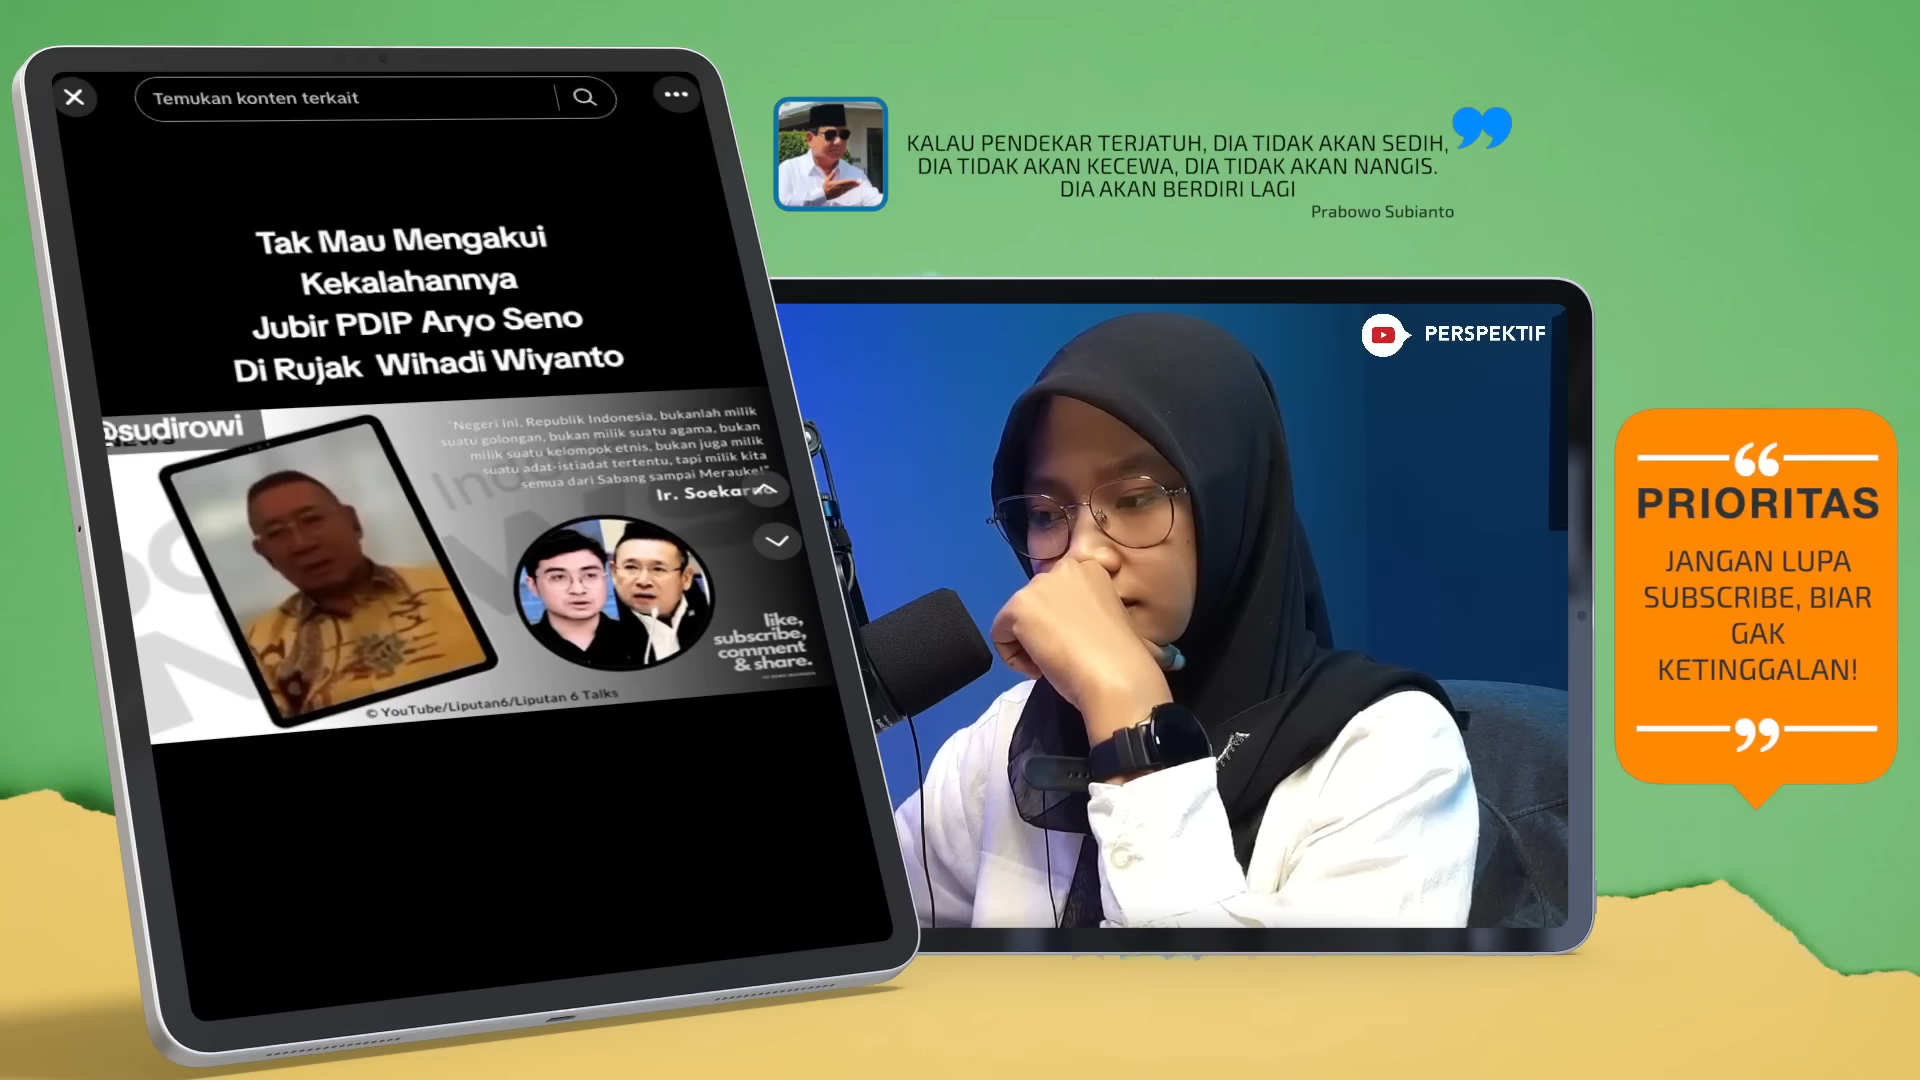 Temukan konten terkait
Tak Mau Mengakui
Kekalahannya
Jubir PDIP Aryo Seno
Di Rujak Wihadi Wiyanto
@sudirowi
"Negeri ini, Republik Indonesia, bukanlah milik
suatu golongan, bukan milik suatu agama, bukan
milik suatu kelompok etnis, bukan juga milik
suatu adat-istiadat tertentu, tapi milik kita
semua dari Sabang sampai Merauke!"
Ir. Soekarno
like,
subscribe,
comment
& share.
© YouTube/Liputan6/Liputan 6 Talks
KALAU PENDEKAR TERJATUH, DIA TIDAK AKAN SEDIH,
DIA TIDAK AKAN KECEWA, DIA TIDAK AKAN NANGIS.
DIA AKAN BERDIRI LAGI
Prabowo Subianto
PERSPEKTIF
PRIORITAS
JANGAN LUPA
SUBSCRIBE, BIAR
GAK
KETINGGALAN!